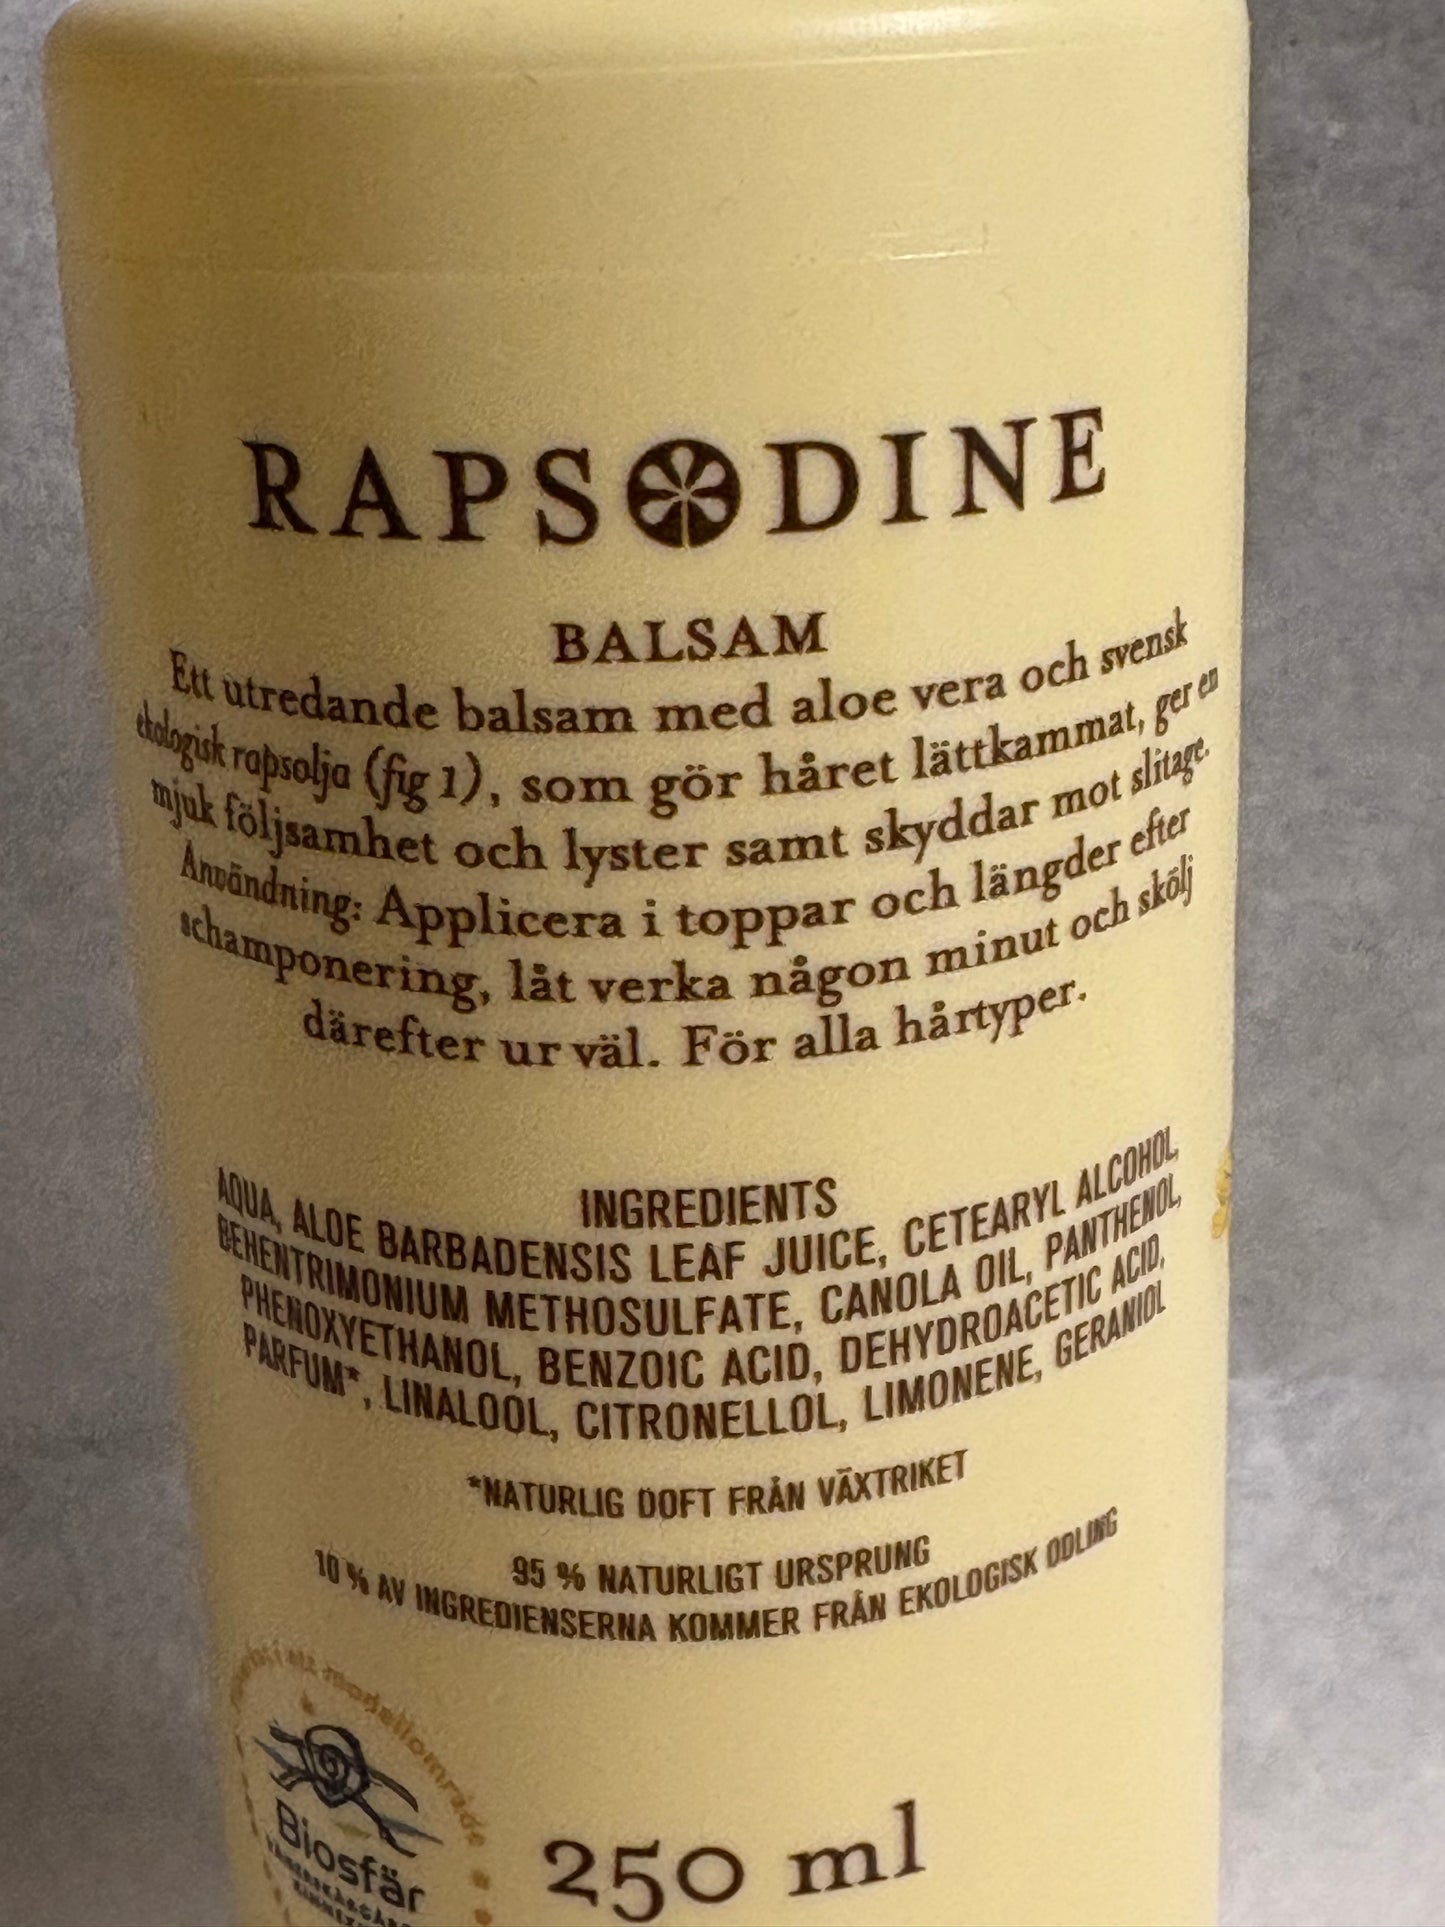 RAPSODINE
BALSAM
Ett utredande balsam med aloe vera och svensk
ekologisk rapsolja (fig 1), som gör håret lättkammat, ger en
mjuk följsamhet och lyster samt skyddar mot slitage.
Användning: Applicera i toppar och längder efter
schamponering, låt verka någon minut och skölj
därefter ur väl. För alla hårtyper.
INGREDIENTS
AQUA, ALOE BARBADENSIS LEAF JUICE, CETEARYL ALCOHOL,
BEHENTRIMONIUM METHOSULFATE, CANOLA OIL, PANTHENOL,
PHENOXYETHANOL, BENZOIC ACID, DEHYDROACETIC ACID,
PARFUM*, LINALOOL, CITRONELLOL, LIMONENE, GERANIOL
*NATURLIG DOFT FRÅN VÄXTRIKET
95 % NATURLIGT URSPRUNG
10 % AV INGREDIENSERNA KOMMER FRÅN EKOLOGISK ODLING
Biosfär
250 ml